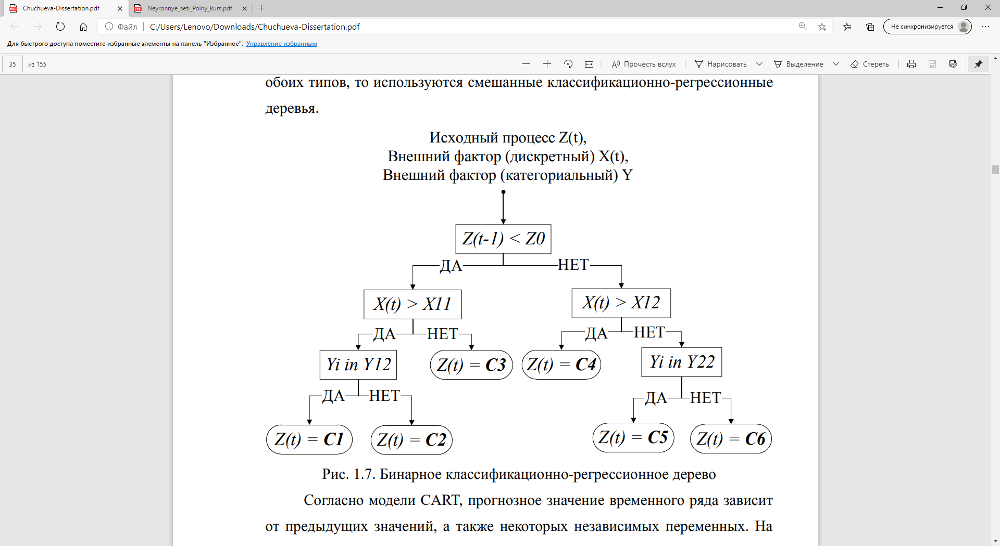 Chuchueva-Dissertation.pdf
Neyronnye_seti_Polny_kurs.pdf
Файл
C:/Users/Lenovo/Downloads/Chuchueva-Dissertation.pdf
Не синхронизируется
Для быстрого доступа поместите избранные элементы на панель "Избранное". Управление избранным
35 из 155
Прочесть вслух
Нарисовать
Выделение
Стереть
обоих типов, то используются смешанные классификационно-регрессионные
деревья.
Исходный процесс Z(t),
Внешний фактор (дискретный) X(t),
Внешний фактор (категориальный) Y
Z(t-1) < Z0
ДА НЕТ
X(t) > X11 X(t) > X12
ДА НЕТ ДА НЕТ
Yi in Y12 Z(t) = C3 Z(t) = C4 Yi in Y22
ДА НЕТ ДА НЕТ
Z(t) = C1 Z(t) = C2 Z(t) = C5 Z(t) = C6
Рис. 1.7. Бинарное классификационно-регрессионное дерево
Согласно модели CART, прогнозное значение временного ряда зависит
от предыдущих значений, а также некоторых независимых переменных. На